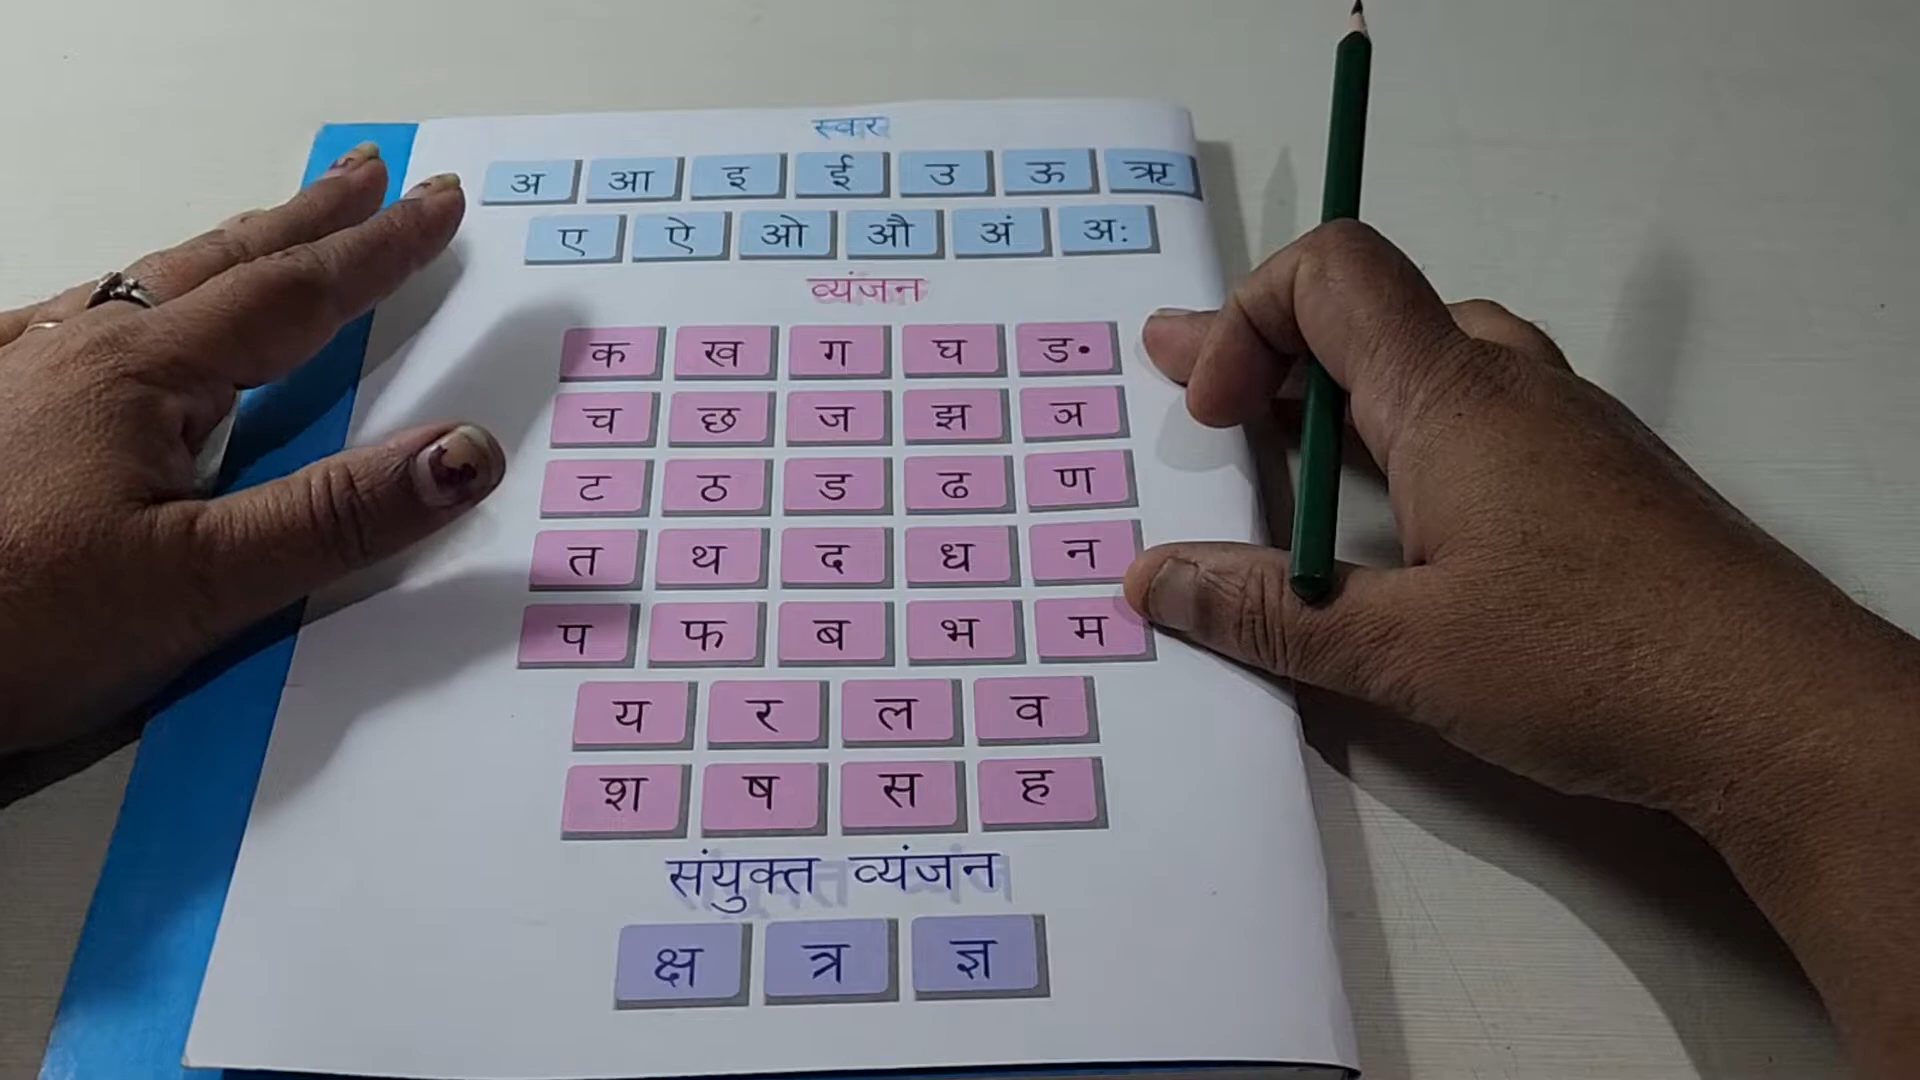 स्वर
अ आ इ ई उ ऊ ऋ
ए ऐ ओ औ अं अः
व्यंजन
क ख ग घ ड•
च छ ज झ ञ
ट ठ ड ढ ण
त थ द ध न
प फ ब भ म
य र ल व
श ष स ह
संयुक्त व्यंजन
क्ष त्र ज्ञ